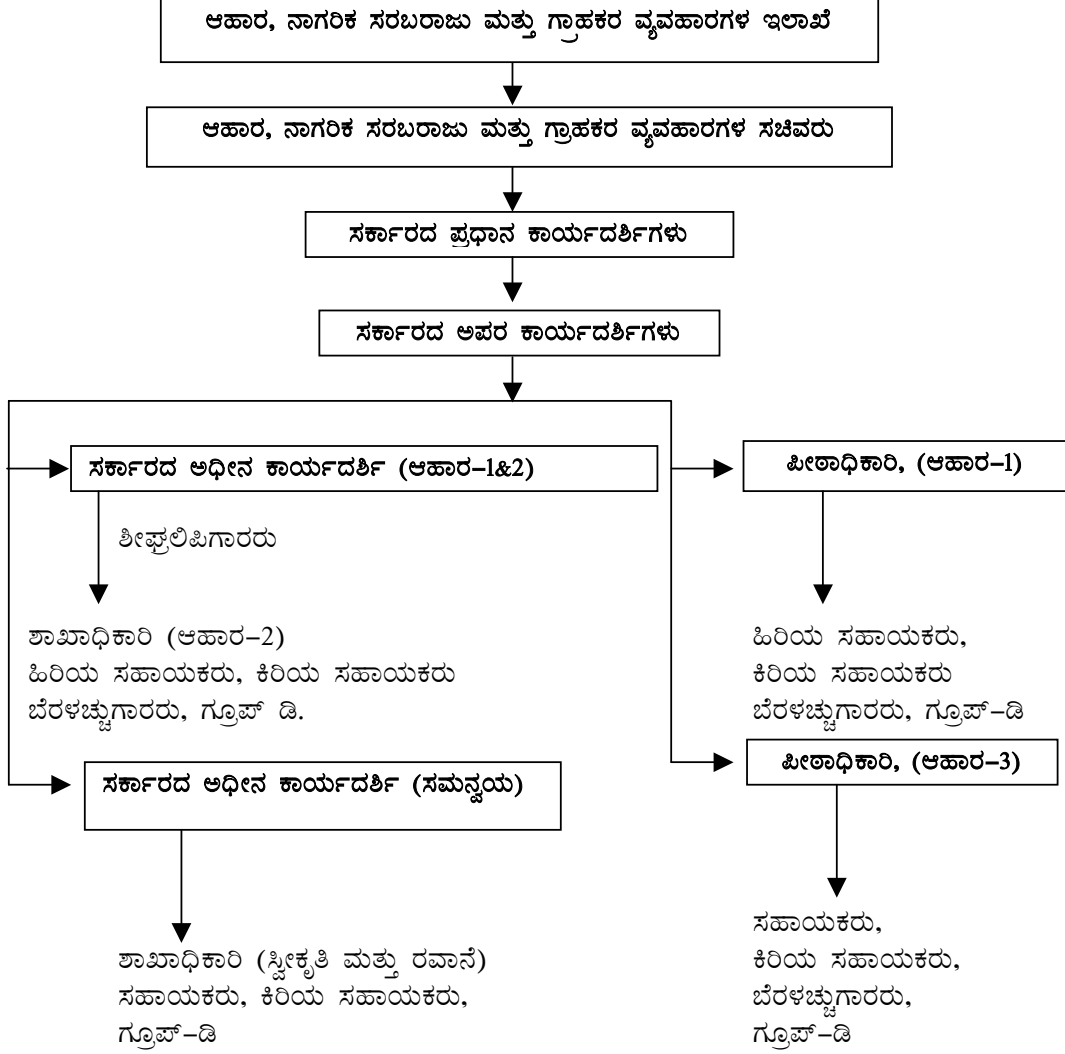 ಆಹಾರ, ನಾಗರಿಕ ಸರಬರಾಜು ಮತ್ತು ಗ್ರಾಹಕರ ವ್ಯವಹಾರಗಳ ಇಲಾಖೆ
ಆಹಾರ, ನಾಗರಿಕ ಸರಬರಾಜು ಮತ್ತು ಗ್ರಾಹಕರ ವ್ಯವಹಾರಗಳ ಸಚಿವರು
ಸರ್ಕಾರದ ಪ್ರಧಾನ ಕಾರ್ಯದರ್ಶಿಗಳು
ಸರ್ಕಾರದ ಅಪರ ಕಾರ್ಯದರ್ಶಿಗಳು
ಸರ್ಕಾರದ ಅಧೀನ ಕಾರ್ಯದರ್ಶಿ (ಆಹಾರ–1&2)
ಶೀಘ್ರಲಿಪಿಗಾರರು
ಶಾಖಾಧಿಕಾರಿ (ಆಹಾರ–2)
ಹಿರಿಯ ಸಹಾಯಕರು, ಕಿರಿಯ ಸಹಾಯಕರು
ಬೆರಳಚ್ಚುಗಾರರು, ಗ್ರೂಪ್ ಡಿ.
ಸರ್ಕಾರದ ಅಧೀನ ಕಾರ್ಯದರ್ಶಿ (ಸಮನ್ವಯ)
ಶಾಖಾಧಿಕಾರಿ (ಸ್ವೀಕೃತಿ ಮತ್ತು ರವಾನೆ)
ಸಹಾಯಕರು, ಕಿರಿಯ ಸಹಾಯಕರು,
ಗ್ರೂಪ್–ಡಿ
ಪೀಠಾಧಿಕಾರಿ, (ಆಹಾರ–1)
ಹಿರಿಯ ಸಹಾಯಕರು,
ಕಿರಿಯ ಸಹಾಯಕರು
ಬೆರಳಚ್ಚುಗಾರರು, ಗ್ರೂಪ್–ಡಿ
ಪೀಠಾಧಿಕಾರಿ, (ಆಹಾರ–3)
ಸಹಾಯಕರು,
ಕಿರಿಯ ಸಹಾಯಕರು,
ಬೆರಳಚ್ಚುಗಾರರು,
ಗ್ರೂಪ್–ಡಿ